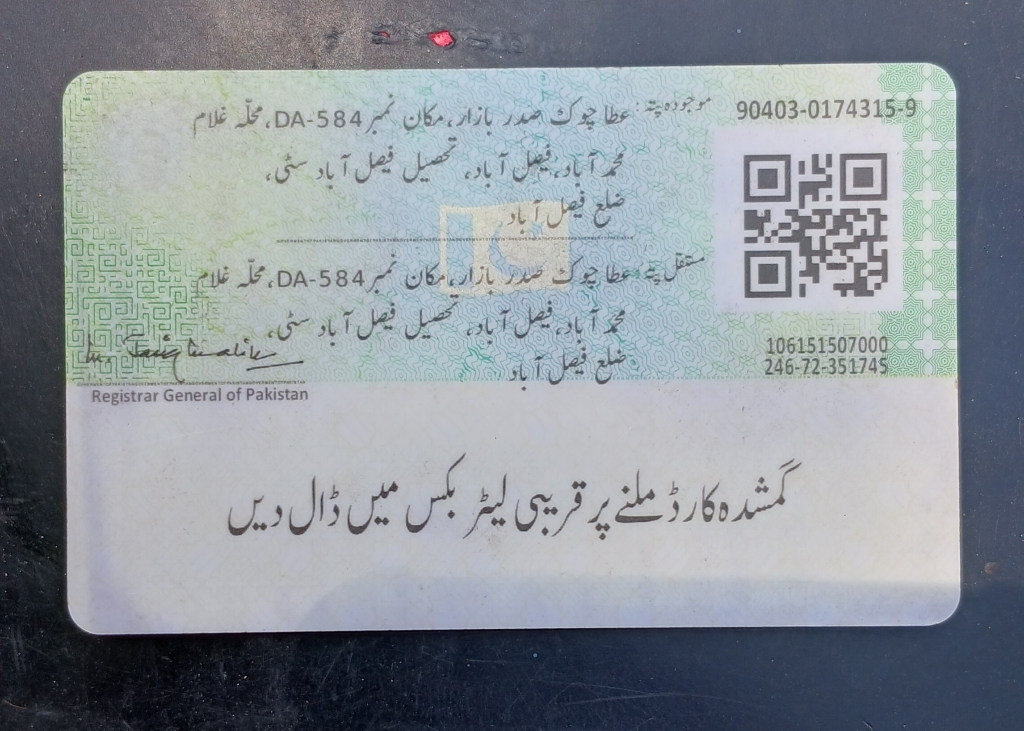 90403-0174315-9
موجودہ پتہ: عطا چوک صدر بازار، مکان نمبر DA-584، محلّہ غلام
محمد آباد، فیصل آباد، تحصیل فیصل آباد سٹی،
ضلع فیصل آباد
مستقل پتہ: عطا چوک صدر بازار، مکان نمبر DA-584، محلّہ غلام
محمد آباد، فیصل آباد، تحصیل فیصل آباد سٹی،
ضلع فیصل آباد
106151507000
246-72-351745
Registrar General of Pakistan
گمشدہ کارڈ ملنے پر قریبی لیٹر بکس میں ڈال دیں